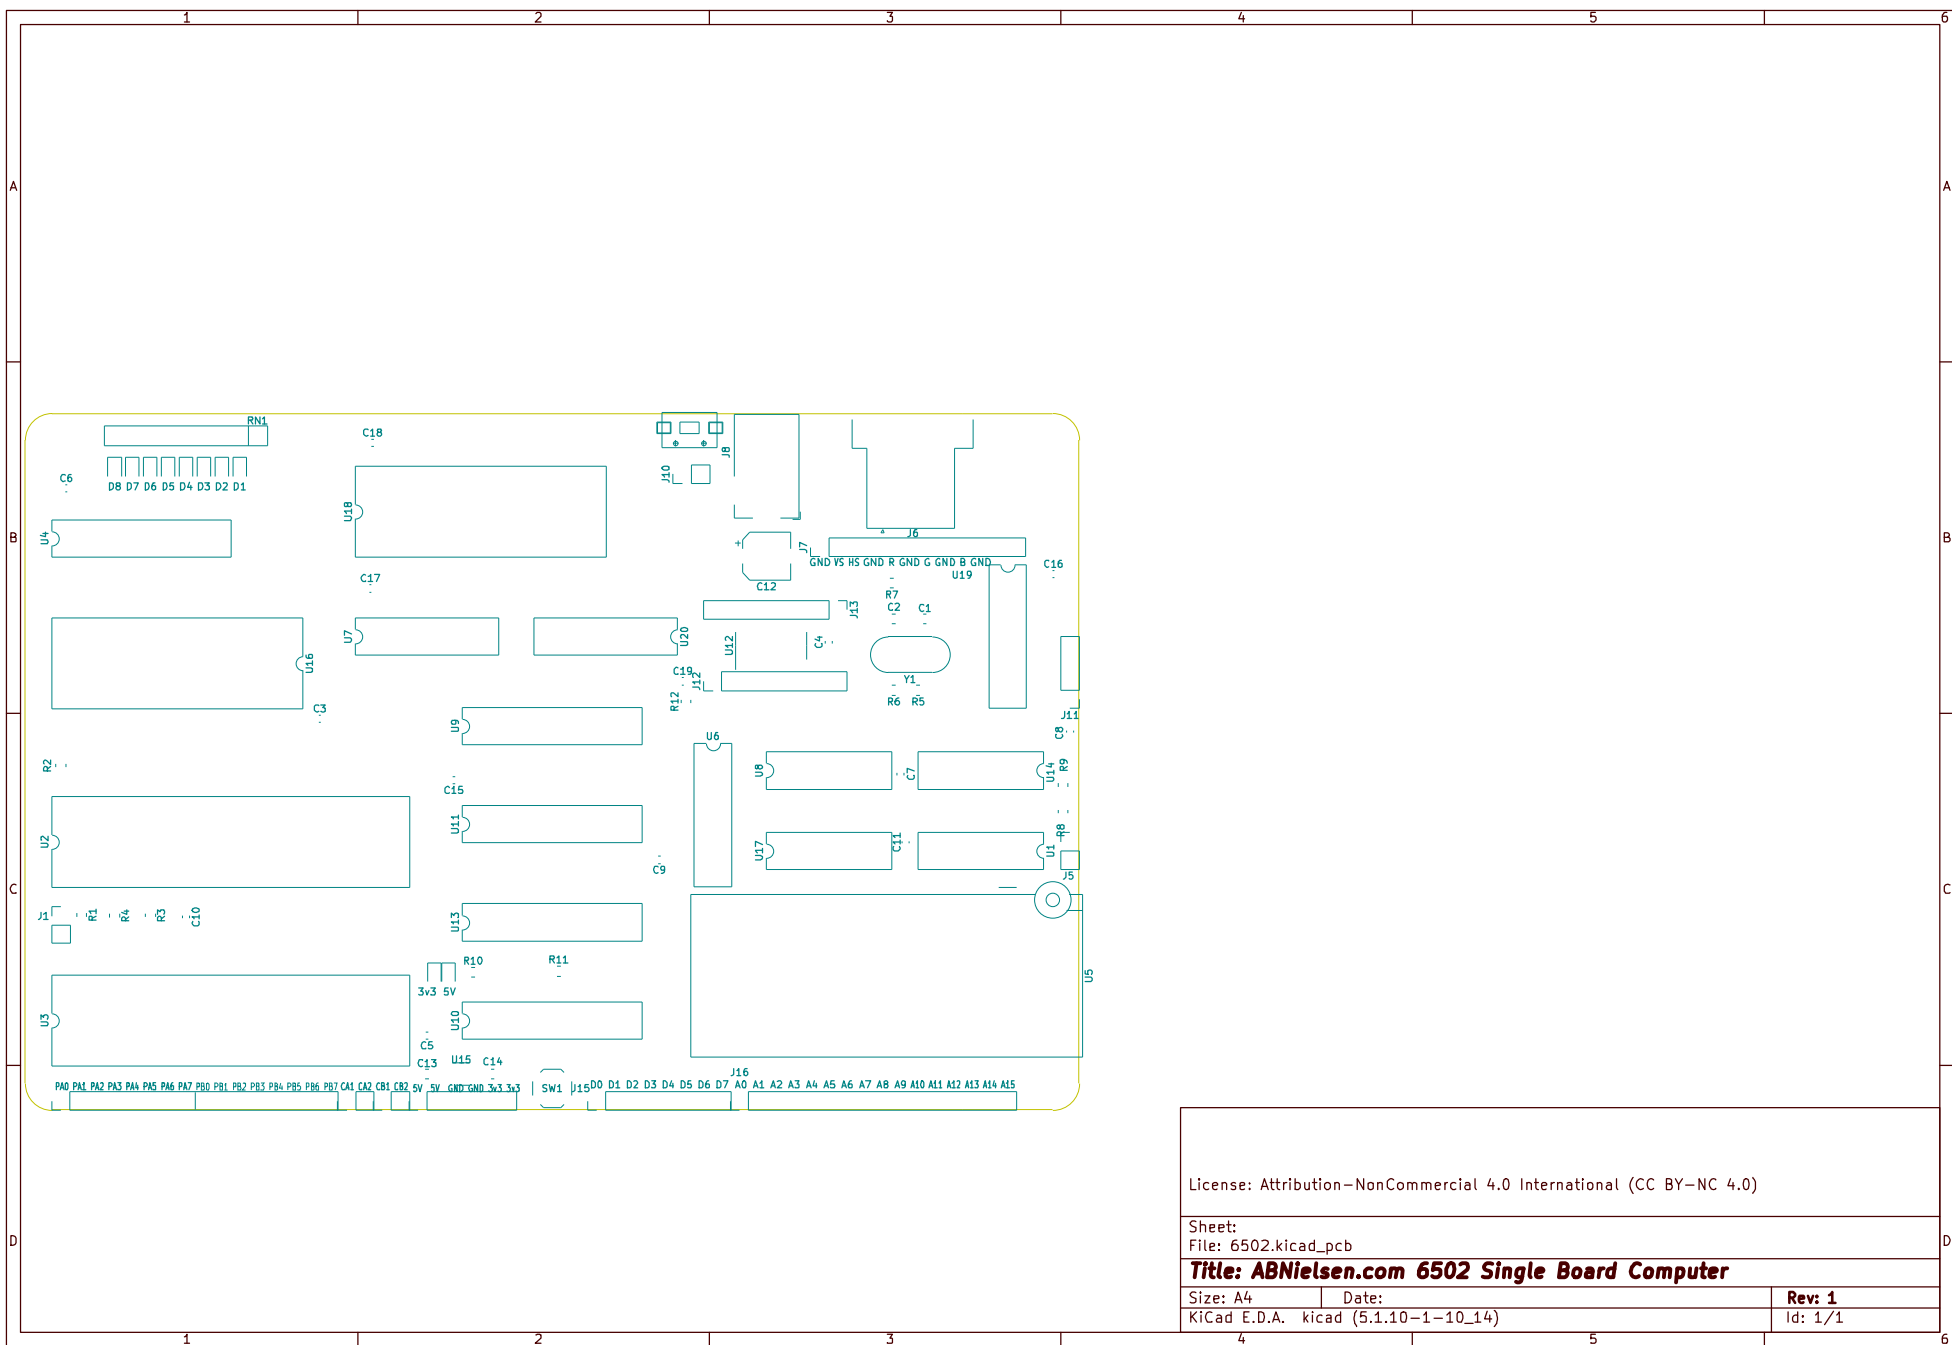 1 2 3 4 5 6
A A
RN1
C18
J8
J10
C6
D8 D7 D6 D5 D4 D3 D2 D1
U18
B B
U4
J6
J7
GND VS HS GND R GND G GND B GND
C16
U19
C17
C12
R7
J13
C2 C1
U7
U20
U12
C4
U16
C19
J12
Y1
R12
R6 R5
C3
J11
U9
C8
U6
R2
U8
C7
U14
R9
C15
U11
R8
U2
U17
C11
U1
C9
J5
C C
J1
R1
R4
R3
C10
U13
R10
R11
U5
3v3 5V
U3
U10
C5
C13
U15
C14
J16
PA0 PA1 PA2 PA3 PA4 PA5 PA6 PA7 PB0 PB1 PB2 PB3 PB4 PB5 PB6 PB7 CA1 CA2 CB1 CB2 5V 5V GND GND 3v3 3v3
SW1
J15
D0 D1 D2 D3 D4 D5 D6 D7 A0 A1 A2 A3 A4 A5 A6 A7 A8 A9 A10 A11 A12 A13 A14 A15
License: Attribution-NonCommercial 4.0 International (CC BY-NC 4.0)
Sheet:
D D
File: 6502.kicad_pcb
Title: ABNielsen.com 6502 Single Board Computer
Size: A4 Date: Rev: 1
KiCad E.D.A. kicad (5.1.10-1-10_14) Id: 1/1
1 2 3 4 5 6